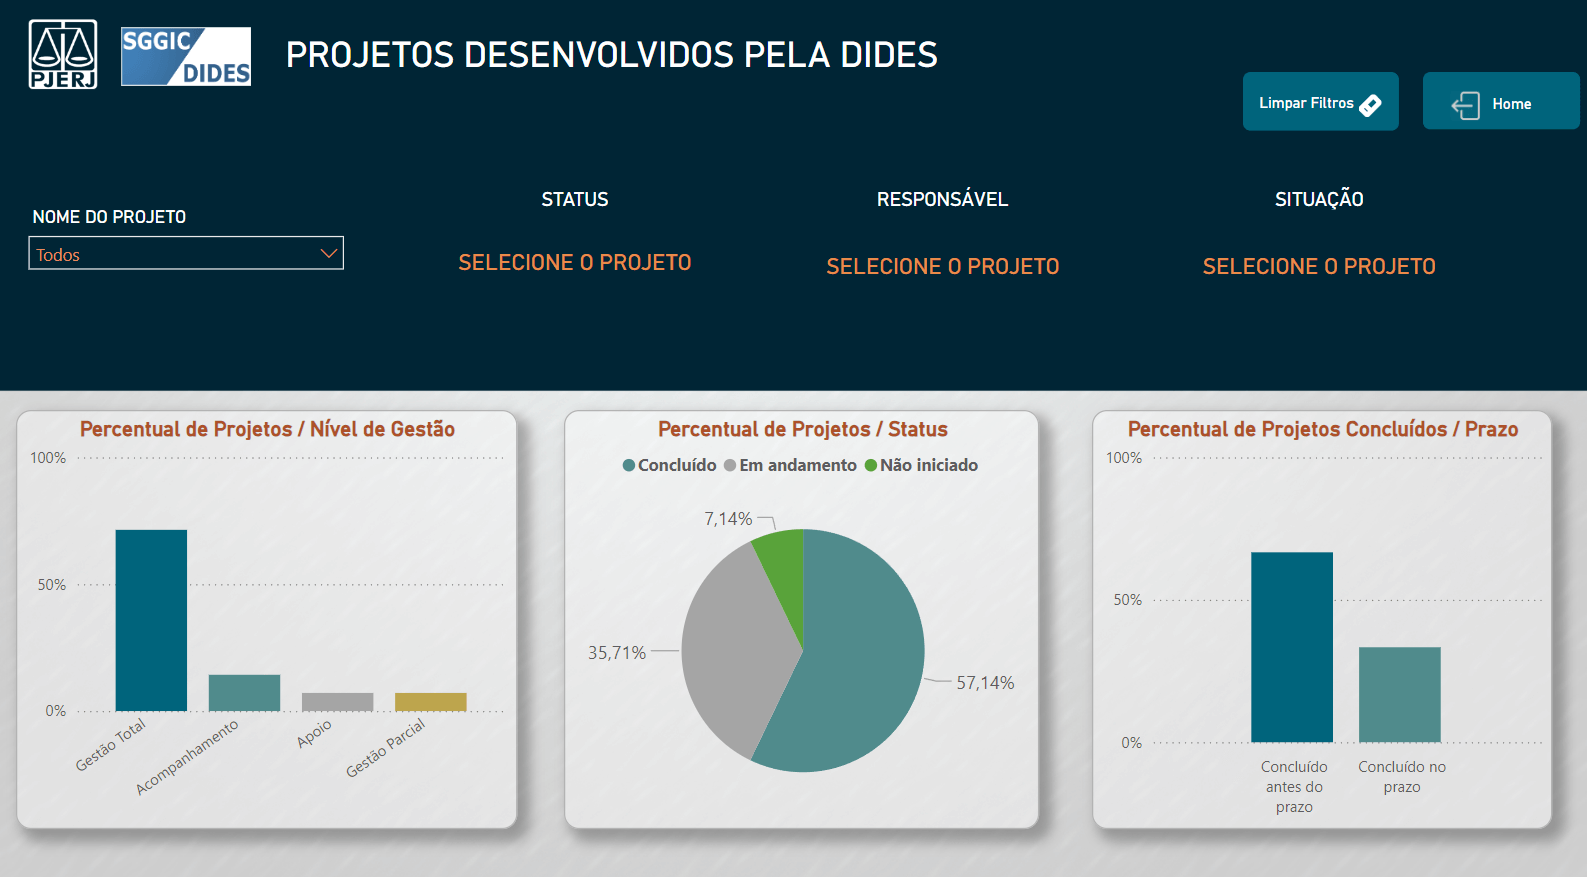 PJERJ
SGGIC
DIDES
PROJETOS DESENVOLVIDOS PELA DIDES
Limpar Filtros
Home
NOME DO PROJETO
Todos
STATUS
SELECIONE O PROJETO
RESPONSÁVEL
SELECIONE O PROJETO
SITUAÇÃO
SELECIONE O PROJETO
Percentual de Projetos / Nível de Gestão
100%
50%
0%
Gestão Total
Acompanhamento
Apoio
Gestão Parcial
Percentual de Projetos / Status
Concluído Em andamento Não iniciado
7,14%
35,71%
57,14%
Percentual de Projetos Concluídos / Prazo
100%
50%
0%
Concluído
antes do
prazo
Concluído no
prazo